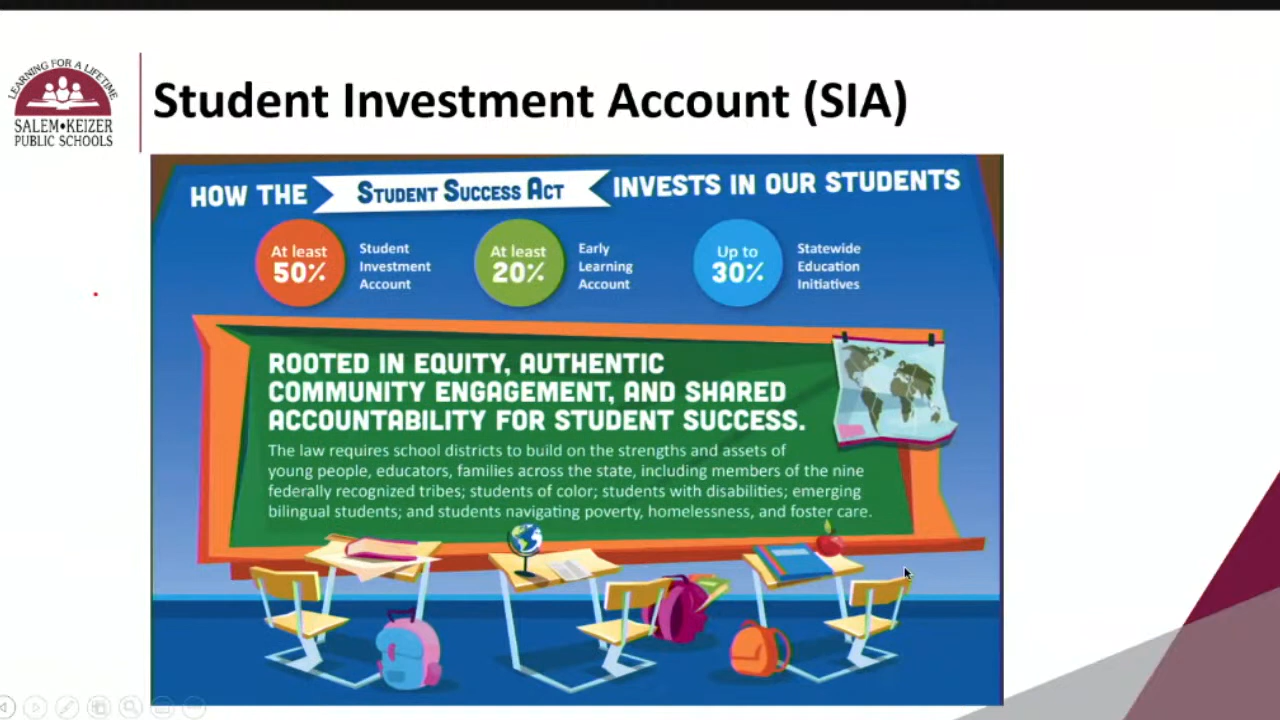 LEARNING FOR A LIFETIME
SALEM•KEIZER
PUBLIC SCHOOLS
Student Investment Account (SIA)
HOW THE STUDENT SUCCESS ACT INVESTS IN OUR STUDENTS
At least
50%
Student
Investment
Account
At least
20%
Early
Learning
Account
Up to
30%
Statewide
Education
Initiatives
ROOTED IN EQUITY, AUTHENTIC
COMMUNITY ENGAGEMENT, AND SHARED
ACCOUNTABILITY FOR STUDENT SUCCESS.
The law requires school districts to build on the strengths and assets of
young people, educators, families across the state, including members of the nine
federally recognized tribes; students of color; students with disabilities; emerging
bilingual students; and students navigating poverty, homelessness, and foster care.